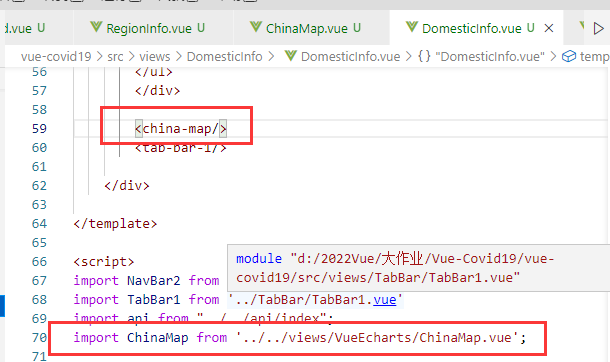 d.vue U RegionInfo.vue U ChinaMap.vue U DomesticInfo.vue U
vue-covid19 > src > views > DomesticInfo > DomesticInfo.vue > {} "DomesticInfo.vue" > temp
56 </ul>
57 </div>
58
59 <china-map/>
60 <tab-bar-1/>
61
62 </div>
63
64 </template>
65
66 <script>
67 import NavBar2 from
68 import TabBar1 from '../TabBar/TabBar1.vue'
69 import api from "../../api/index";
70 import ChinaMap from '../../views/VueEcharts/ChinaMap.vue';
71
module "d:/2022Vue/大作业/Vue-Covid19/vue-
covid19/src/views/TabBar/TabBar1.vue"